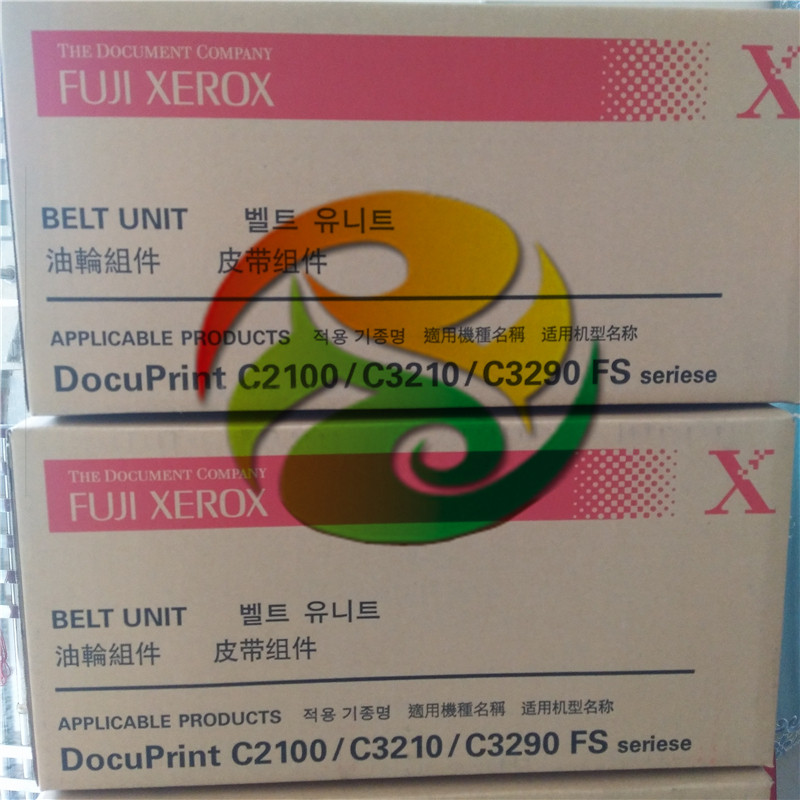 THE DOCUMENT COMPANY
FUJI XEROX
X
BELT UNIT 벨트 유니트
油輪組件 皮带组件
APPLICABLE PRODUCTS 적용 기종명 適用機種名稱 适用机型名称
DocuPrint C2100/C3210/C3290 FS seriese
THE DOCUMENT COMPANY
FUJI XEROX
X
BELT UNIT 벨트 유니트
油輪組件 皮带组件
APPLICABLE PRODUCTS 적용 기종명 適用機種名稱 适用机型名称
DocuPrint C2100/C3210/C3290 FS seriese